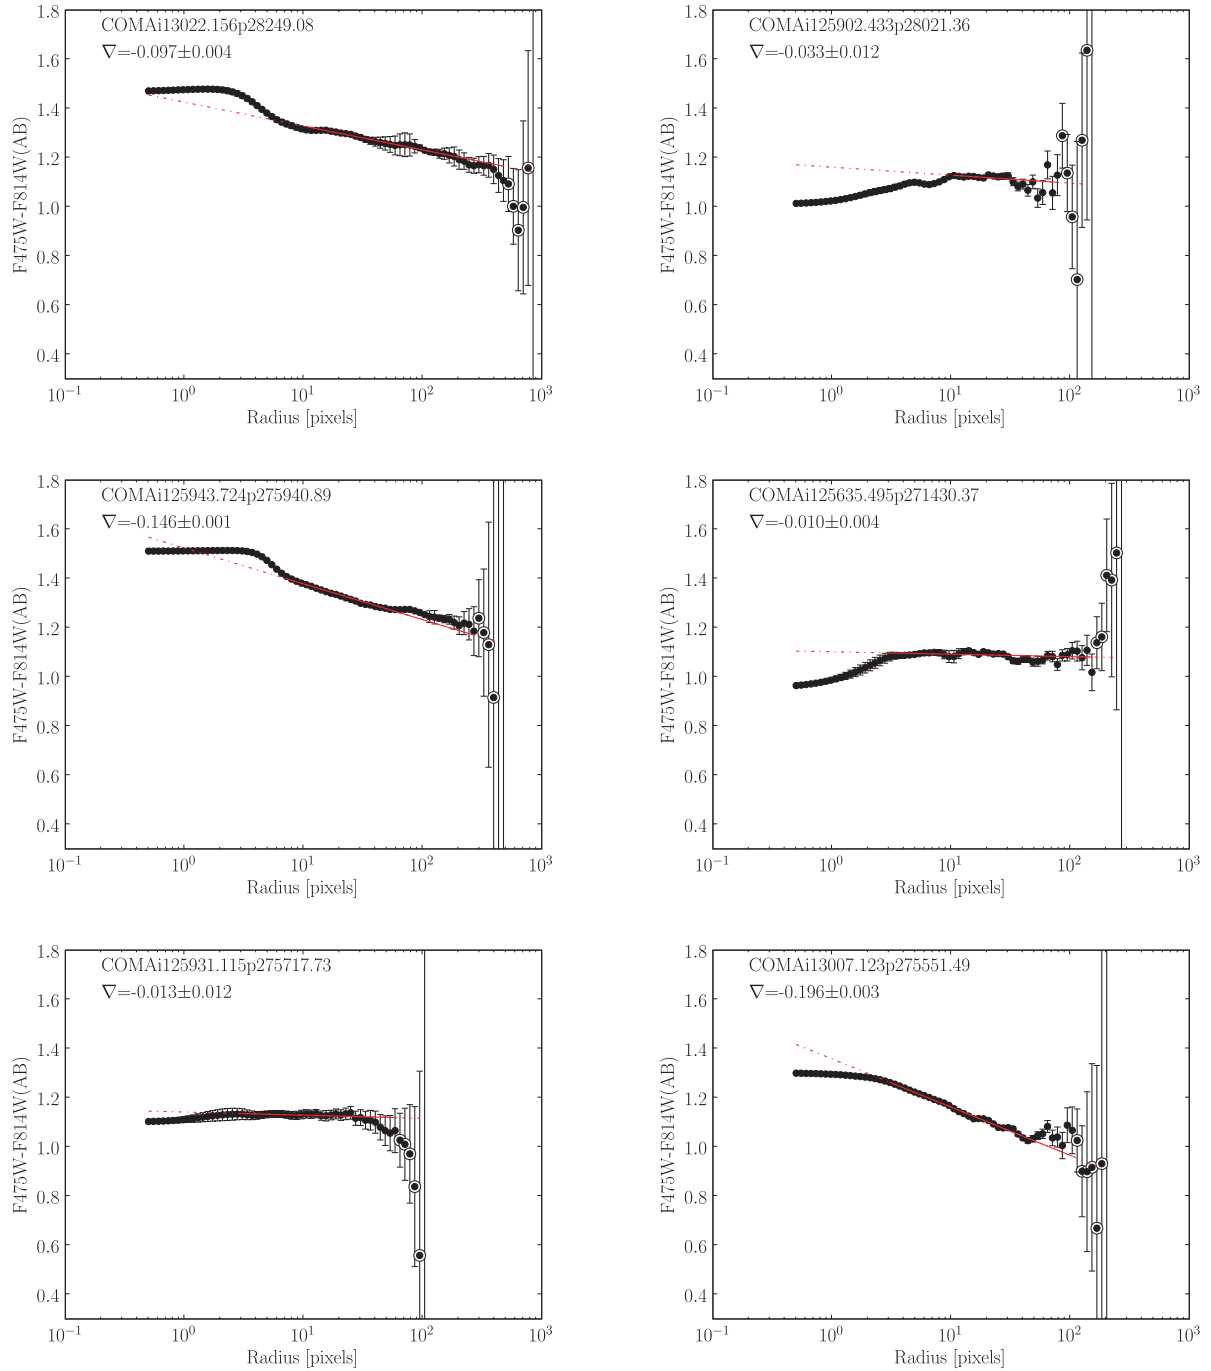 COMAi13022.156p28249.08
∇=-0.097±0.004
F475W-F814W(AB)
1.8
1.6
1.4
1.2
1.0
0.8
0.6
0.4
10⁻¹ 10⁰ 10¹ 10² 10³
Radius [pixels]
COMAi125902.433p28021.36
∇=-0.033±0.012
F475W-F814W(AB)
1.8
1.6
1.4
1.2
1.0
0.8
0.6
0.4
10⁻¹ 10⁰ 10¹ 10² 10³
Radius [pixels]
COMAi125943.724p275940.89
∇=-0.146±0.001
F475W-F814W(AB)
1.8
1.6
1.4
1.2
1.0
0.8
0.6
0.4
10⁻¹ 10⁰ 10¹ 10² 10³
Radius [pixels]
COMAi125635.495p271430.37
∇=-0.010±0.004
F475W-F814W(AB)
1.8
1.6
1.4
1.2
1.0
0.8
0.6
0.4
10⁻¹ 10⁰ 10¹ 10² 10³
Radius [pixels]
COMAi125931.115p275717.73
∇=-0.013±0.012
F475W-F814W(AB)
1.8
1.6
1.4
1.2
1.0
0.8
0.6
0.4
10⁻¹ 10⁰ 10¹ 10² 10³
Radius [pixels]
COMAi13007.123p275551.49
∇=-0.196±0.003
F475W-F814W(AB)
1.8
1.6
1.4
1.2
1.0
0.8
0.6
0.4
10⁻¹ 10⁰ 10¹ 10² 10³
Radius [pixels]